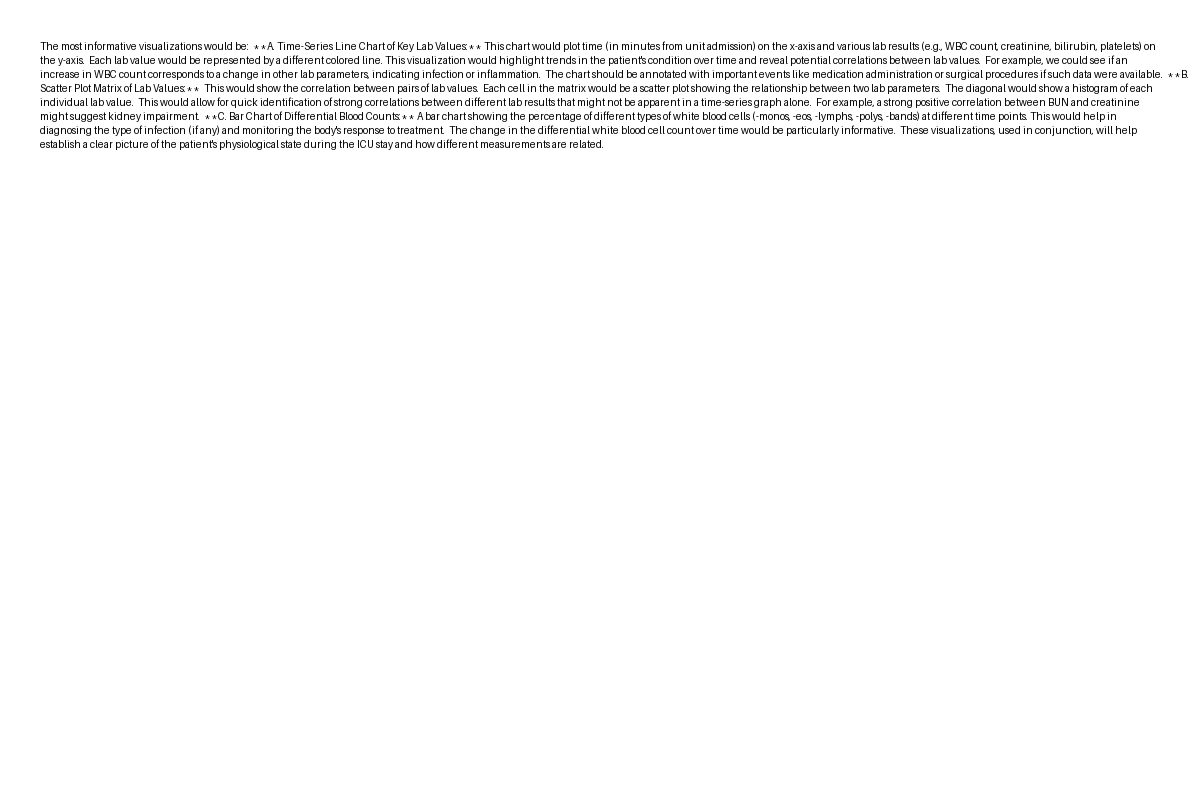 The most informative visualizations would be:  **A. Time-Series Line Chart of Key Lab Values:** This chart would plot time (in minutes from unit admission) on the x-axis and various lab results (e.g., WBC count, creatinine, bilirubin, platelets) on
the y-axis.  Each lab value would be represented by a different colored line. This visualization would highlight trends in the patient's condition over time and reveal potential correlations between lab values.  For example, we could see if an
increase in WBC count corresponds to a change in other lab parameters, indicating infection or inflammation.  The chart should be annotated with important events like medication administration or surgical procedures if such data were available.  **B.
Scatter Plot Matrix of Lab Values:**  This would show the correlation between pairs of lab values.  Each cell in the matrix would be a scatter plot showing the relationship between two lab parameters.  The diagonal would show a histogram of each
individual lab value.  This would allow for quick identification of strong correlations between different lab results that might not be apparent in a time-series graph alone.  For example, a strong positive correlation between BUN and creatinine
might suggest kidney impairment.  **C. Bar Chart of Differential Blood Counts:** A bar chart showing the percentage of different types of white blood cells (-monos, -eos, -lymphs, -polys, -bands) at different time points. This would help in
diagnosing the type of infection (if any) and monitoring the body's response to treatment.  The change in the differential white blood cell count over time would be particularly informative.  These visualizations, used in conjunction, will help
establish a clear picture of the patient's physiological state during the ICU stay and how different measurements are related.